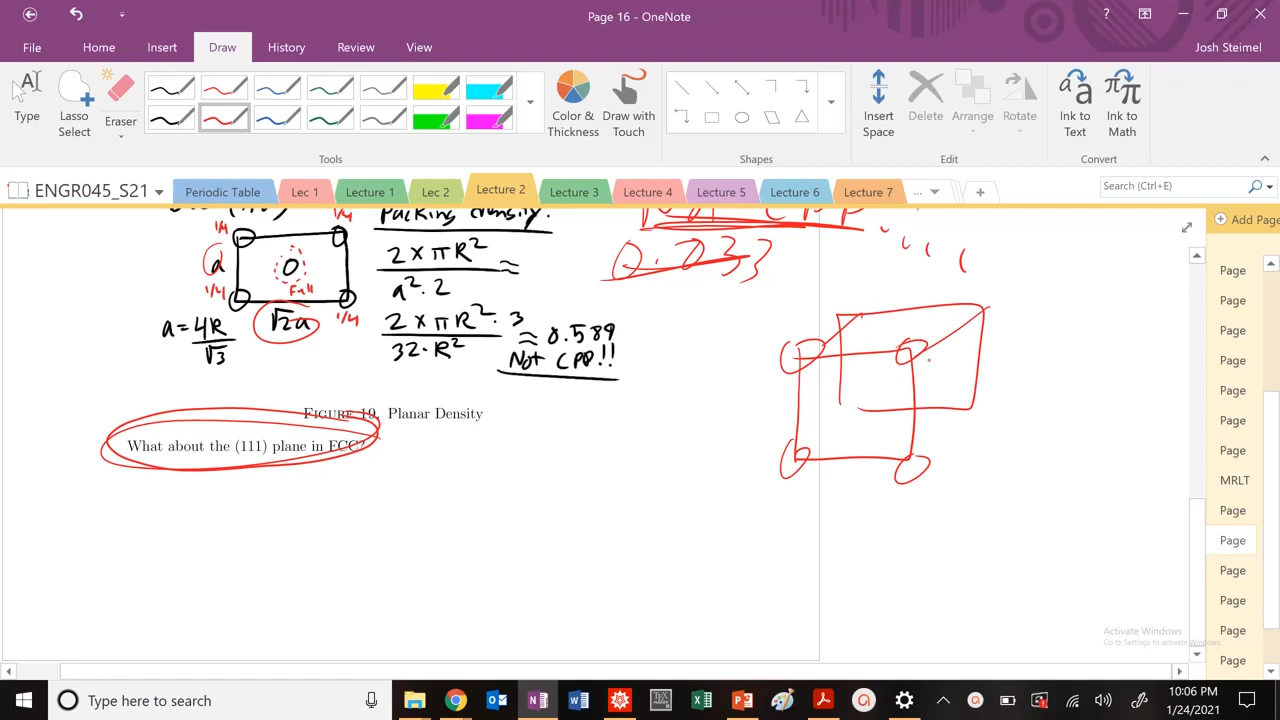 Page 16 - OneNote
Josh Steimel
File Home Insert Draw History Review View
Type
Lasso Select
Eraser
Color & Thickness
Draw with Touch
Insert Space
Delete
Arrange
Rotate
Ink to Text
Ink to Math
Tools
Shapes
Edit
Convert
ENGR045_S21
Periodic Table
Lec 1
Lecture 1
Lec 2
Lecture 2
Lecture 3
Lecture 4
Lecture 5
Lecture 6
Lecture 7
...
Search (Ctrl+E)
Add Page
Page
Page
Page
Page
Page
Page
Page
MRLT
Page
Page
Page
Page
Page
Page
Packing density.
1/4 1/4
a
Full
1/4 1/4
√2a
a = 4R/√3
2 × πR² / a²·2 ≈
2 × πR²·3 / 32·R² ≈ 0.589
Not CPP!!
Figure 19. Planar Density
What about the (111) plane in FCC?
Activate Windows
Go to Settings to activate Windows.
Type here to search
10:06 PM
1/24/2021